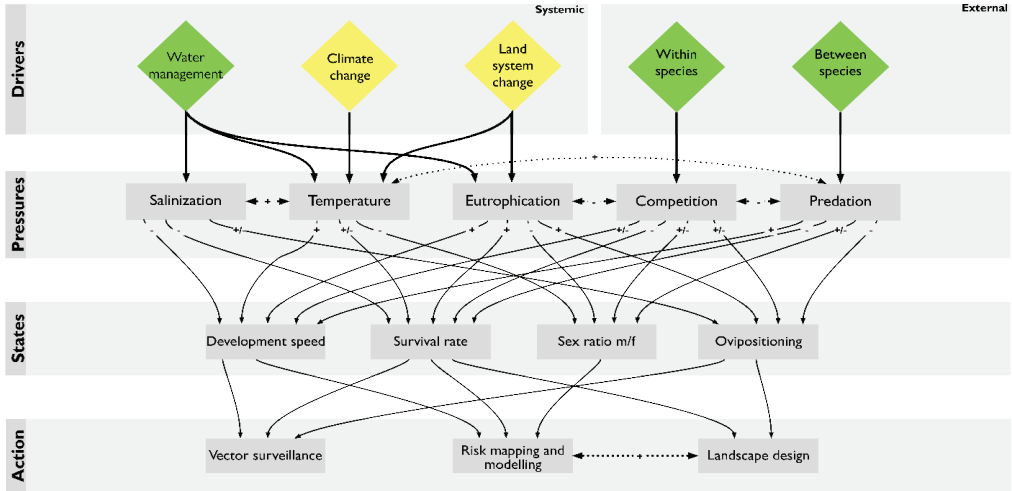 Systemic
External
Drivers
Water
management
Climate
change
Land
system
change
Within
species
Between
species
+
Pressures
Salinization
+
Temperature
Eutrophication
-
Competition
-
Predation
- - +/- + +/- - + + - + +/- - - +/- + - +/- -
States
Development speed
Survival rate
Sex ratio m/f
Ovipositioning
Action
Vector surveillance
Risk mapping and
modelling
+
Landscape design